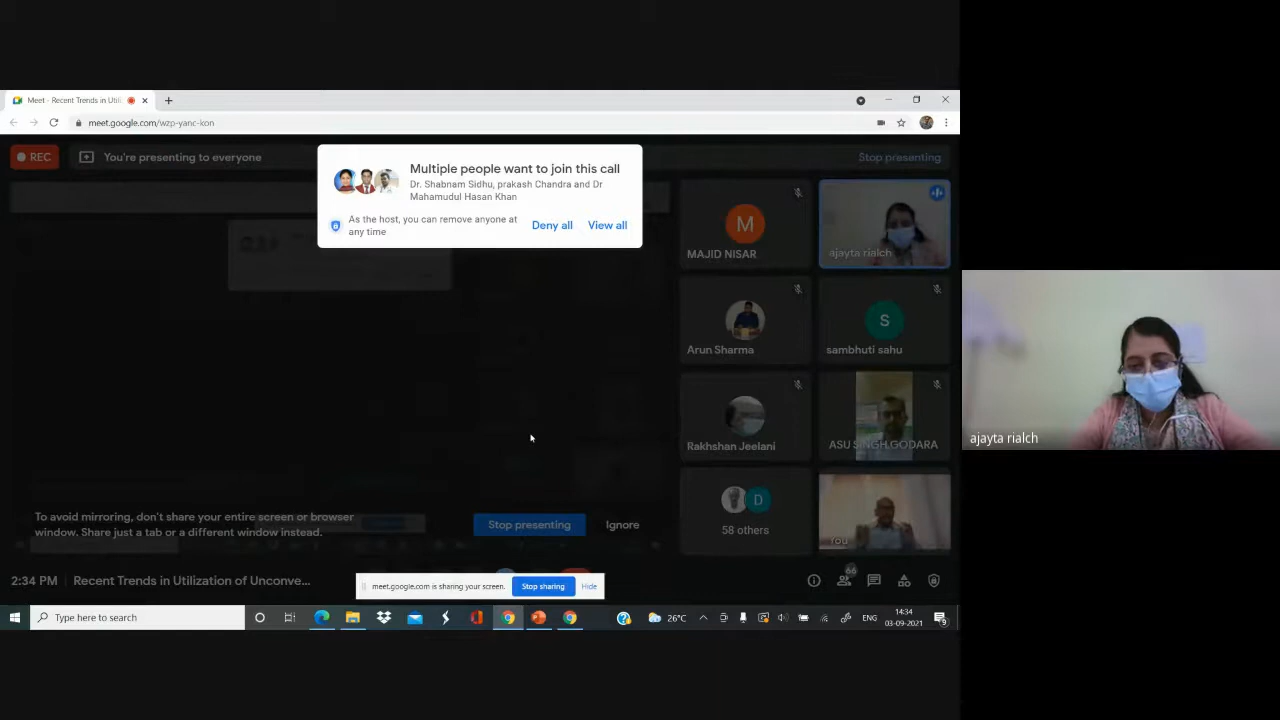 Meet - Recent Trends in Utiliz
meet.google.com/wzp-yanc-kon
REC
You're presenting to everyone
Stop presenting
Multiple people want to join this call
Dr. Shabnam Sidhu, prakash Chandra and Dr
Mahamudul Hasan Khan
As the host, you can remove anyone at
any time
Deny all
View all
M
MAJID NISAR
ajayta rialch
Arun Sharma
S
sambhuti sahu
Rakhshan Jeelani
ASU SINGH GODARA
D
58 others
You
To avoid mirroring, don't share your entire screen or browser
window. Share just a tab or a different window instead.
Stop presenting
Ignore
2:34 PM | Recent Trends in Utilization of Unconve...
66
meet.google.com is sharing your screen.
Stop sharing
Hide
Type here to search
26°C
ENG
14:34
03-09-2021
9
ajayta rialch